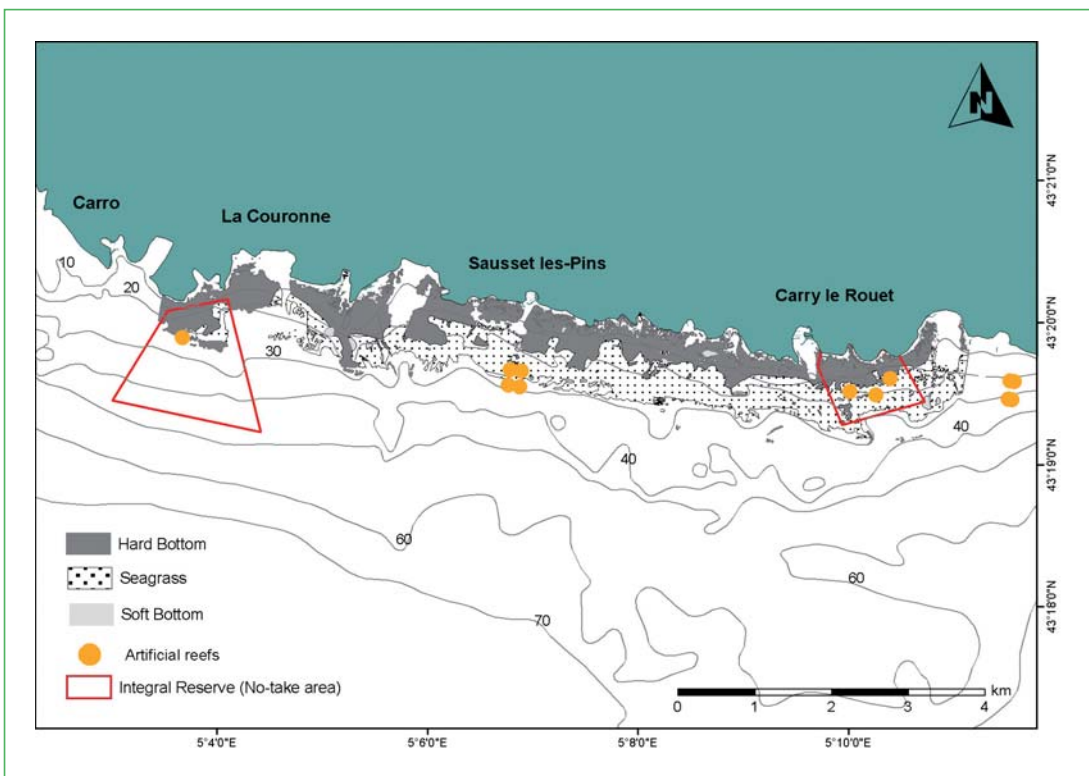 N
Carro
La Couronne
Sausset les-Pins
Carry le Rouet
10
20
30
40
40
60
60
70
43°21'0"N
43°20'0"N
43°19'0"N
43°18'0"N
Hard Bottom
Seagrass
Soft Bottom
Artificial reefs
Integral Reserve (No-take area)
km
0 1 2 3 4
5°4'0"E 5°6'0"E 5°8'0"E 5°10'0"E